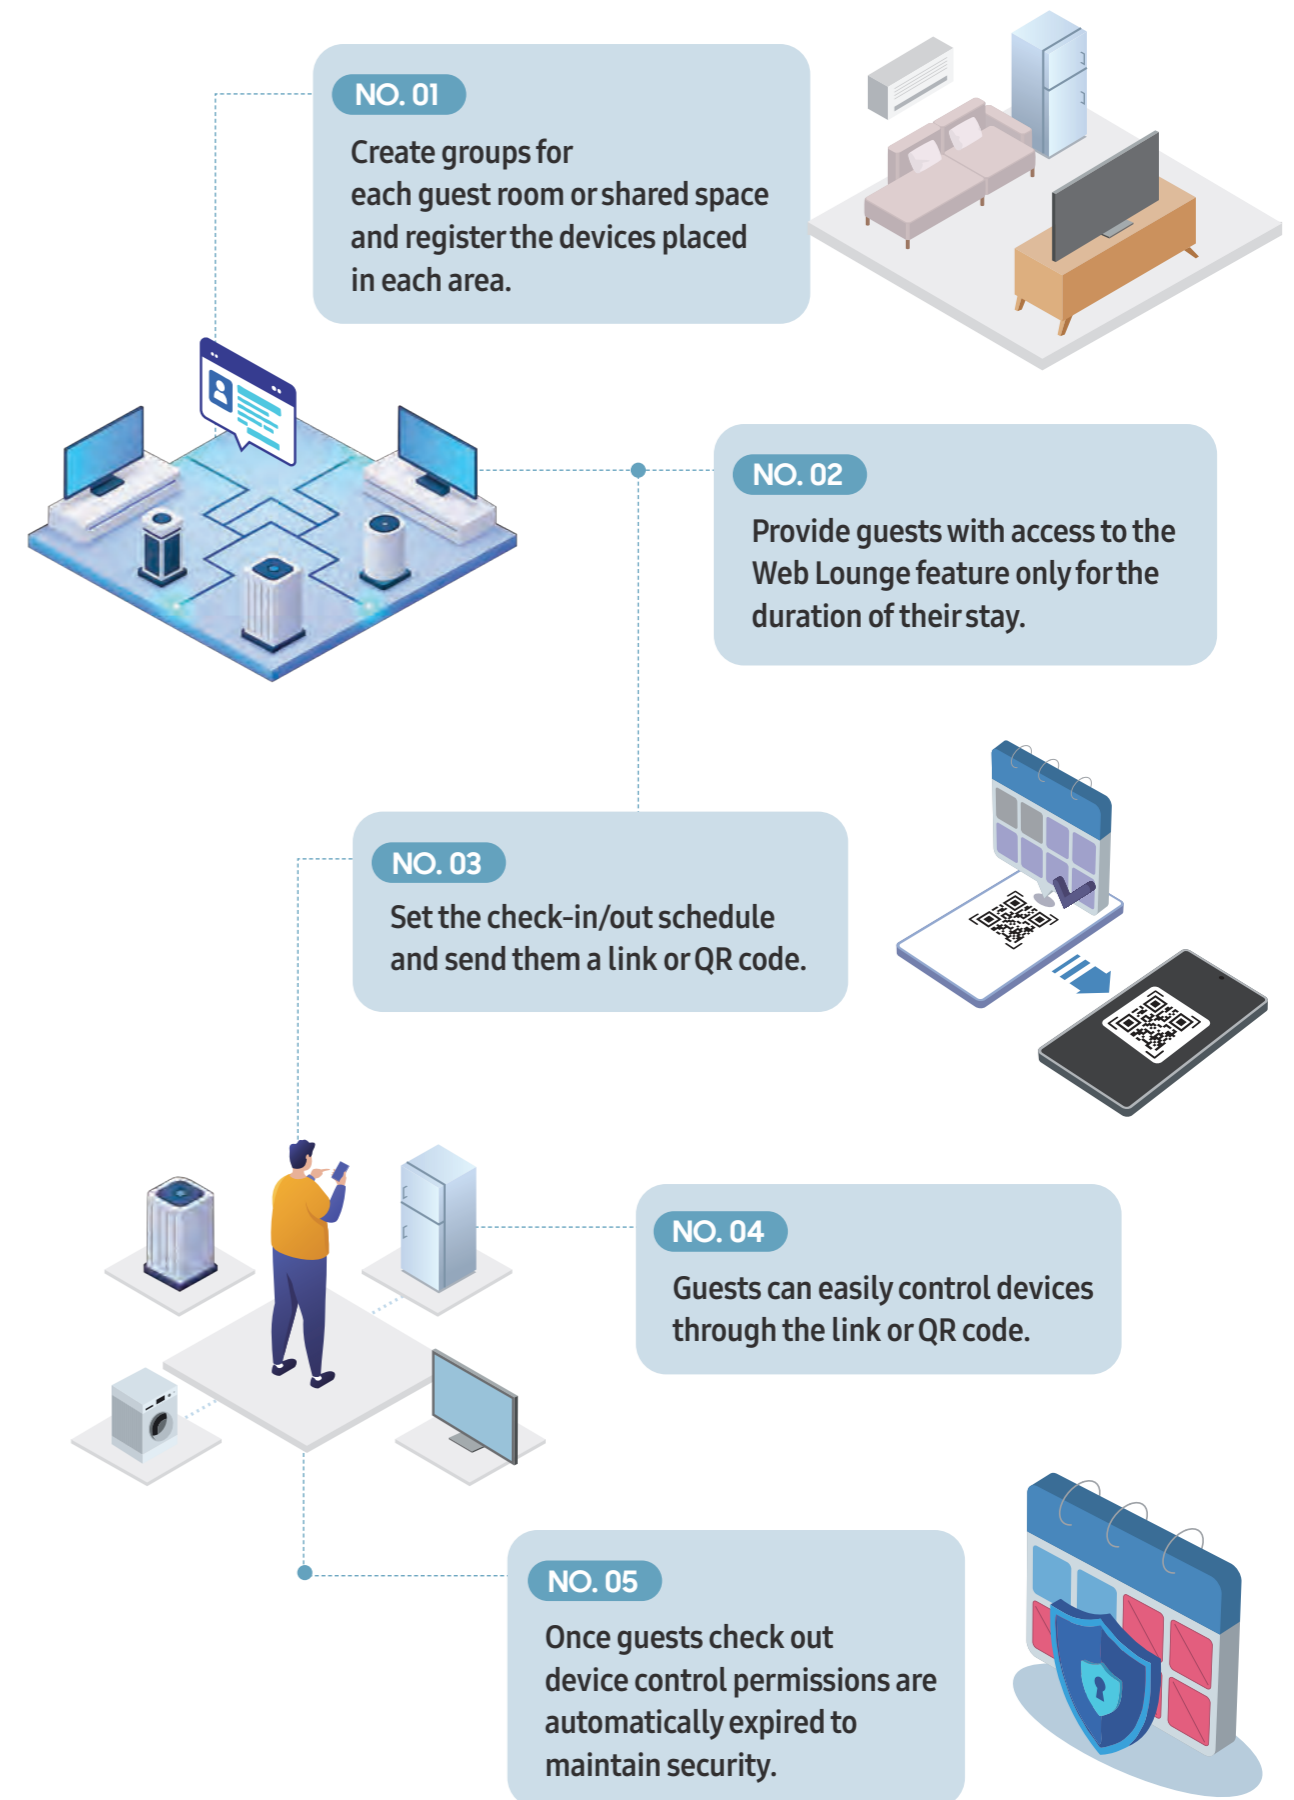 NO. 01
Create groups for
each guest room or shared space
and register the devices placed
in each area.
NO. 02
Provide guests with access to the
Web Lounge feature only for the
duration of their stay.
NO. 03
Set the check-in/out schedule
and send them a link or QR code.
NO. 04
Guests can easily control devices
through the link or QR code.
NO. 05
Once guests check out
device control permissions are
automatically expired to
maintain security.